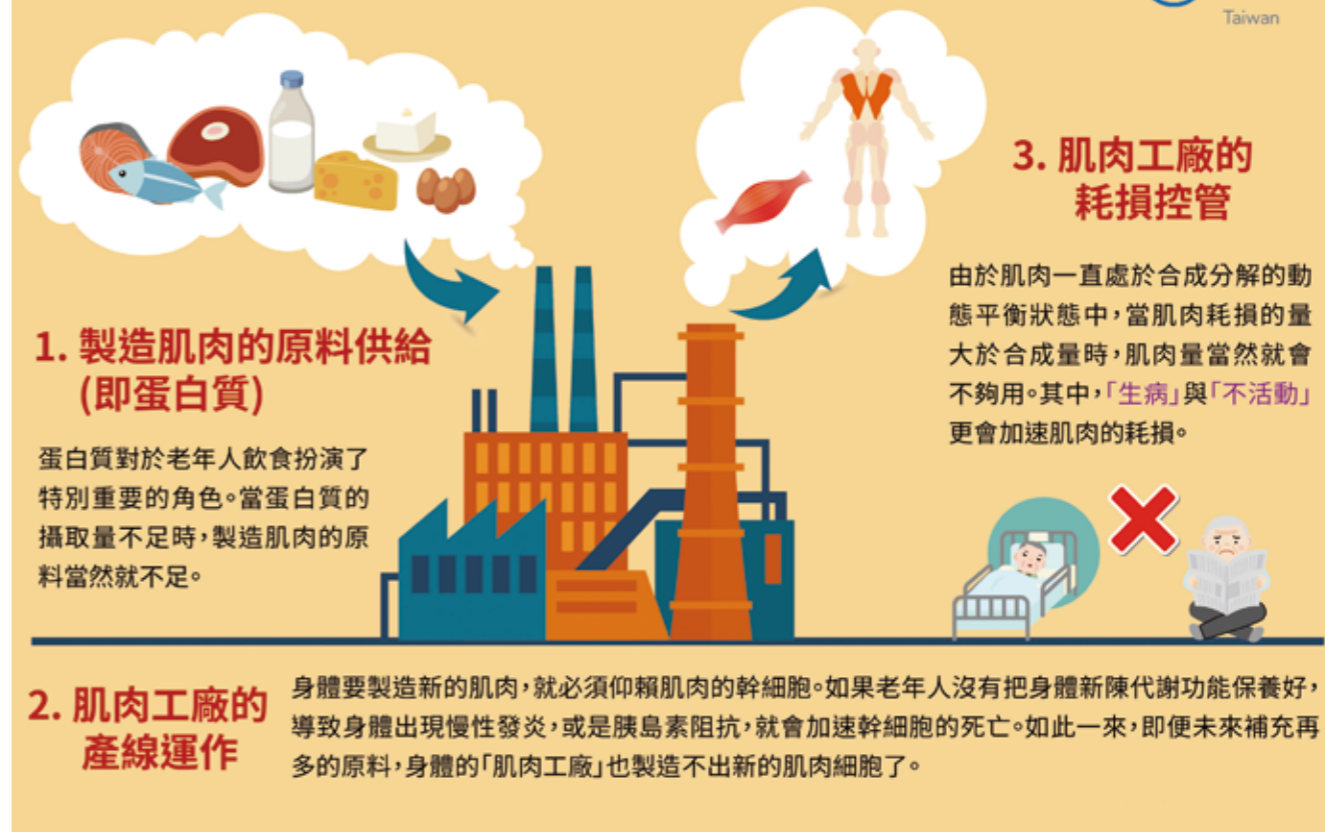 Taiwan
1. 製造肌肉的原料供給
(即蛋白質)
蛋白質對於老年人飲食扮演了
特別重要的角色。當蛋白質的
攝取量不足時,製造肌肉的原
料當然就不足。
3. 肌肉工廠的
耗損控管
由於肌肉一直處於合成分解的動
態平衡狀態中,當肌肉耗損的量
大於合成量時,肌肉量當然就會
不夠用。其中,「生病」與「不活動」
更會加速肌肉的耗損。
2. 肌肉工廠的
產線運作
身體要製造新的肌肉,就必須仰賴肌肉的幹細胞。如果老年人沒有把身體新陳代謝功能保養好,
導致身體出現慢性發炎,或是胰島素阻抗,就會加速幹細胞的死亡。如此一來,即便未來補充再
多的原料,身體的「肌肉工廠」也製造不出新的肌肉細胞了。